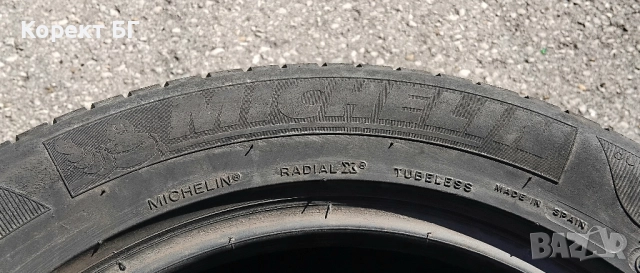 Корект БГ
MICHELIN
MICHELIN® RADIAL X® TUBELESS MADE IN SPAIN
BAZAR